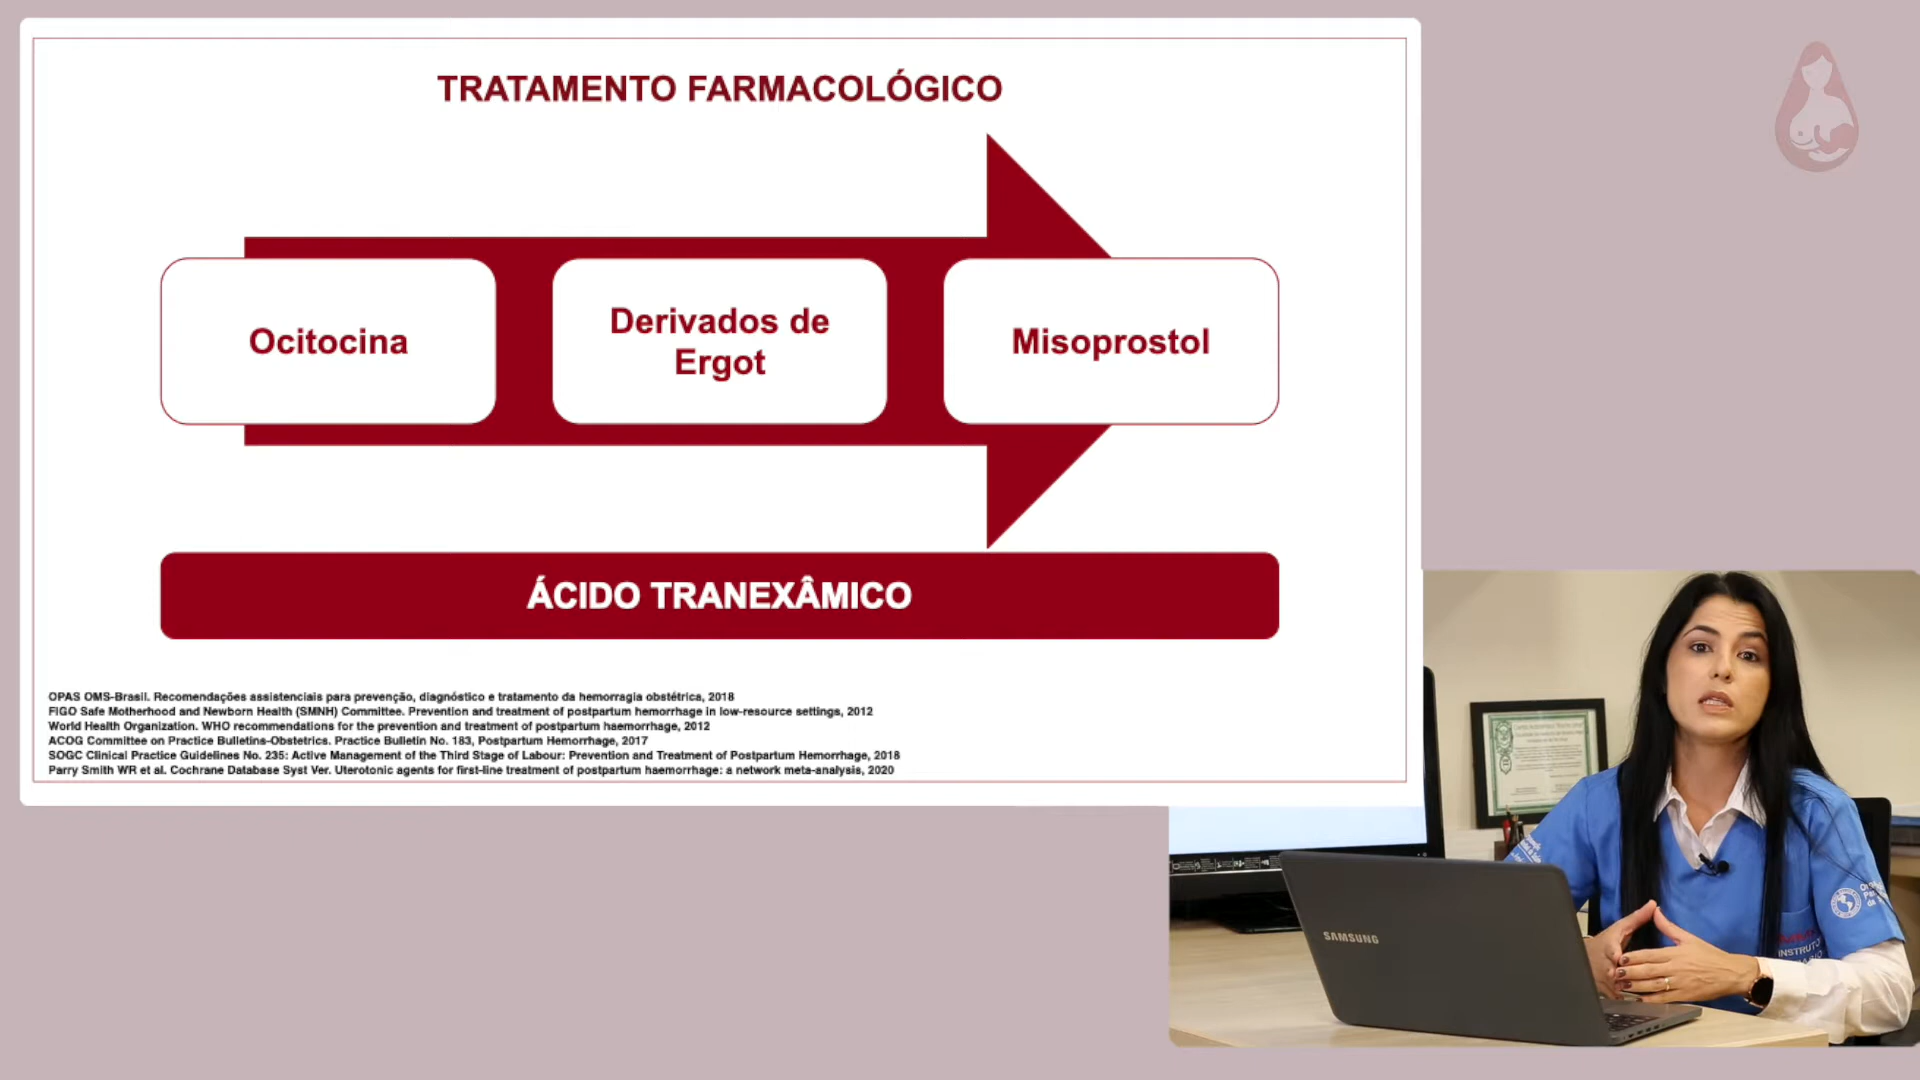 TRATAMENTO FARMACOLÓGICO
Ocitocina
Derivados de
Ergot
Misoprostol
ÁCIDO TRANEXÂMICO
OPAS OMS-Brasil. Recomendações assistenciais para prevenção, diagnóstico e tratamento da hemorragia obstétrica, 2018
FIGO Safe Motherhood and Newborn Health (SMNH) Committee. Prevention and treatment of postpartum hemorrhage in low-resource settings, 2012
World Health Organization. WHO recommendations for the prevention and treatment of postpartum haemorrhage, 2012
ACOG Committee on Practice Bulletins-Obstetrics. Practice Bulletin No. 183, Postpartum Hemorrhage, 2017
SOGC Clinical Practice Guidelines No. 235: Active Management of the Third Stage of Labour: Prevention and Treatment of Postpartum Hemorrhage, 2018
Parry Smith WR et al. Cochrane Database Syst Ver. Uterotonic agents for first-line treatment of postpartum haemorrhage: a network meta-analysis, 2020
SAMSUNG